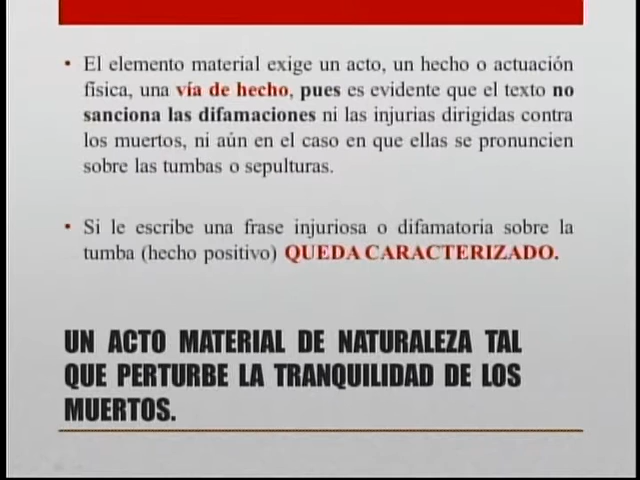 • El elemento material exige un acto, un hecho o actuación
física, una vía de hecho, pues es evidente que el texto no
sanciona las difamaciones ni las injurias dirigidas contra
los muertos, ni aún en el caso en que ellas se pronuncien
sobre las tumbas o sepulturas.
• Si le escribe una frase injuriosa o difamatoria sobre la
tumba (hecho positivo) QUEDA CARACTERIZADO.
UN ACTO MATERIAL DE NATURALEZA TAL
QUE PERTURBE LA TRANQUILIDAD DE LOS
MUERTOS.